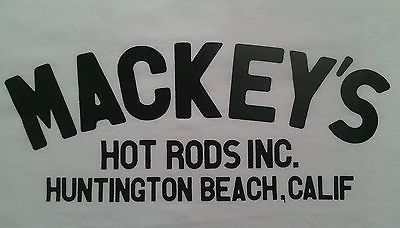 MACKEY'S
HOT RODS INC.
HUNTINGTON BEACH, CALIF